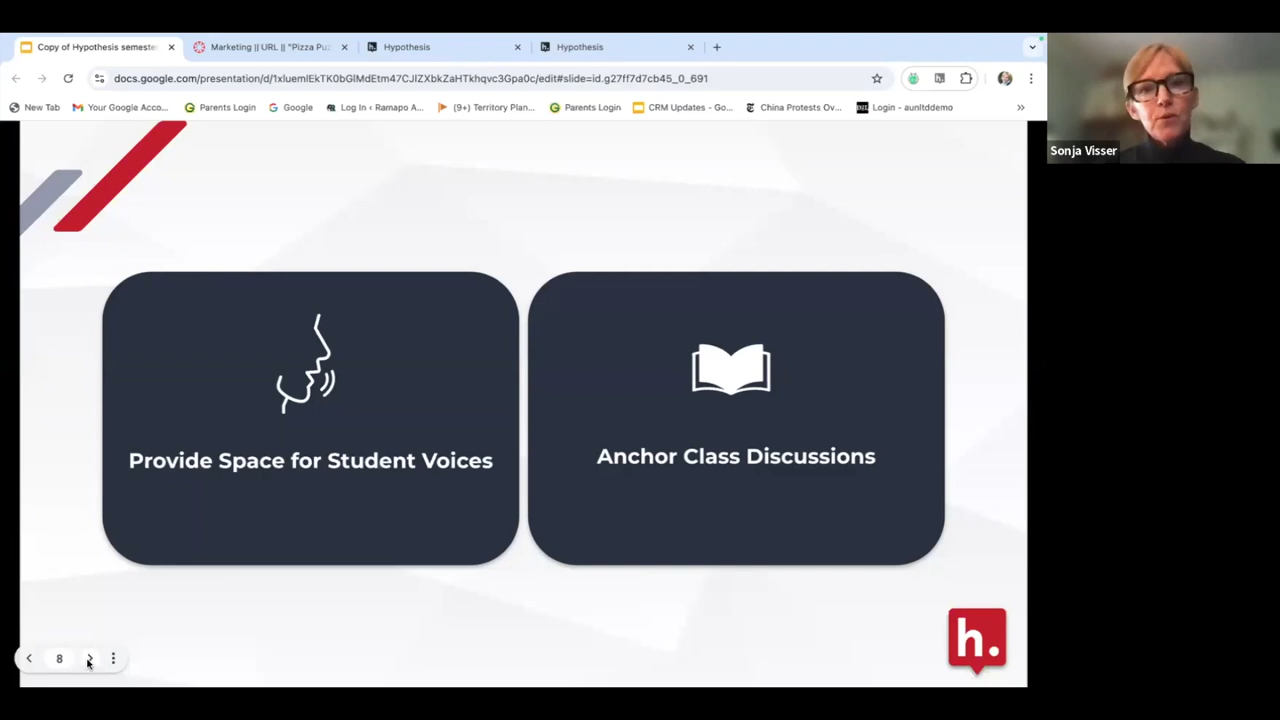 Copy of Hypothesis semeste
Marketing || URL || "Pizza Puz
Hypothesis
Hypothesis
docs.google.com/presentation/d/1xluemlEkTK0bGlMdEtm47CJlZXbkZaHTkhqvc3Gpa0c/edit#slide=id.g27ff7d7cb45_0_691
New Tab
Your Google Acco...
Parents Login
Google
Log In ‹ Ramapo A...
(9+) Territory Plan...
Parents Login
CRM Updates - Go...
China Protests Ov...
Login - aunltddemo
Sonja Visser
Provide Space for Student Voices
Anchor Class Discussions
h.
8